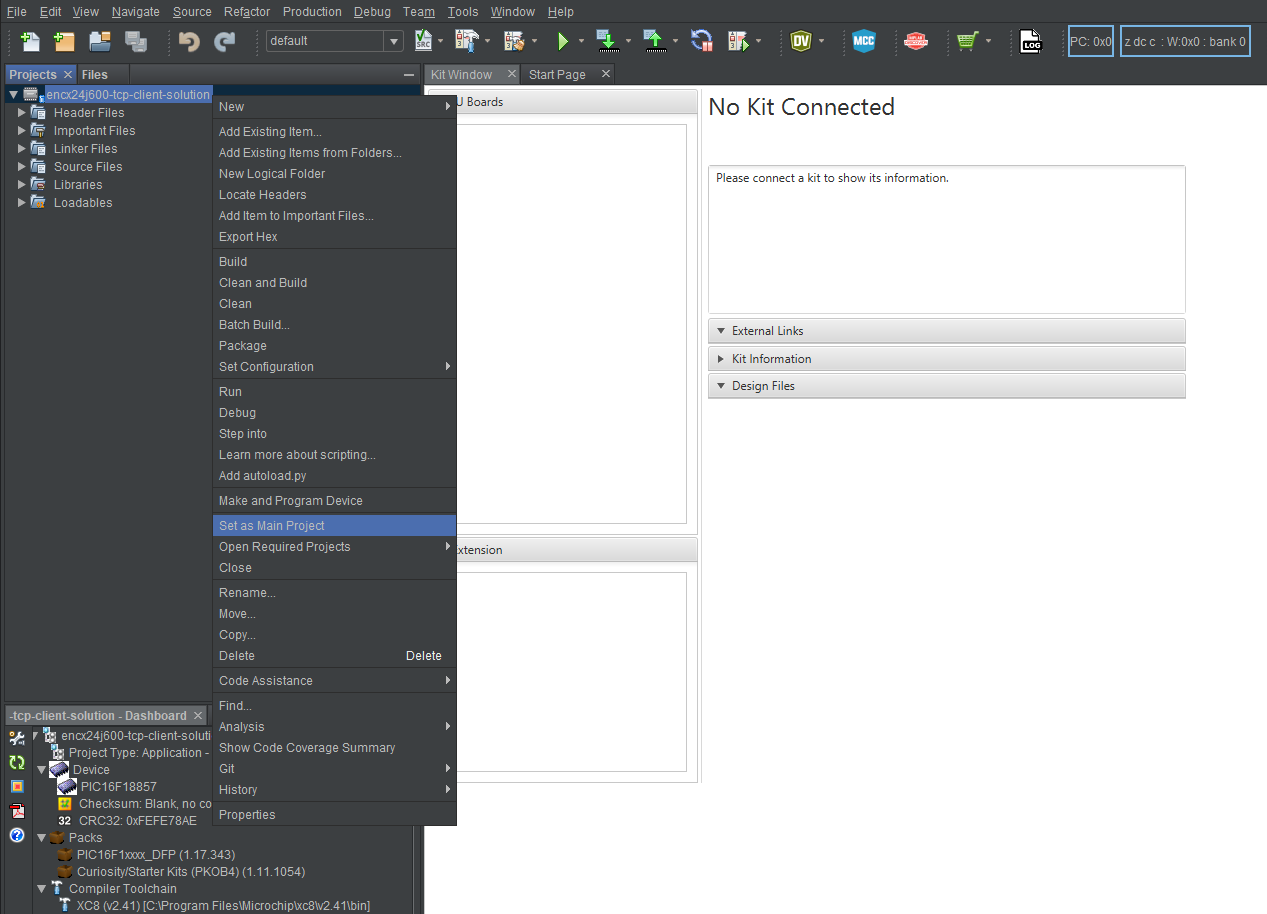 File Edit View Navigate Source Refactor Production Debug Team Tools Window Help
default
SRC
DV
MCC
LOG
PC: 0x0
z dc c : W:0x0 : bank 0
Projects
Files
Kit Window
Start Page
encx24j600-tcp-client-solution
Header Files
Important Files
Linker Files
Source Files
Libraries
Loadables
New
Add Existing Item...
Add Existing Items from Folders...
New Logical Folder
Locate Headers
Add Item to Important Files...
Export Hex
Build
Clean and Build
Clean
Batch Build...
Package
Set Configuration
Run
Debug
Step into
Learn more about scripting...
Add autoload.py
Make and Program Device
Set as Main Project
Open Required Projects
Close
Rename...
Move...
Copy...
Delete Delete
Code Assistance
Find...
Analysis
Show Code Coverage Summary
Git
History
Properties
U Boards
xtension
No Kit Connected
Please connect a kit to show its information.
External Links
Kit Information
Design Files
-tcp-client-solution - Dashboard
encx24j600-tcp-client-soluti
Project Type: Application -
Device
PIC16F18857
Checksum: Blank, no co
32 CRC32: 0xFEFE78AE
Packs
PIC16F1xxxx_DFP (1.17.343)
Curiosity/Starter Kits (PKOB4) (1.11.1054)
Compiler Toolchain
XC8 (v2.41) [C:\Program Files\Microchip\xc8\v2.41\bin]